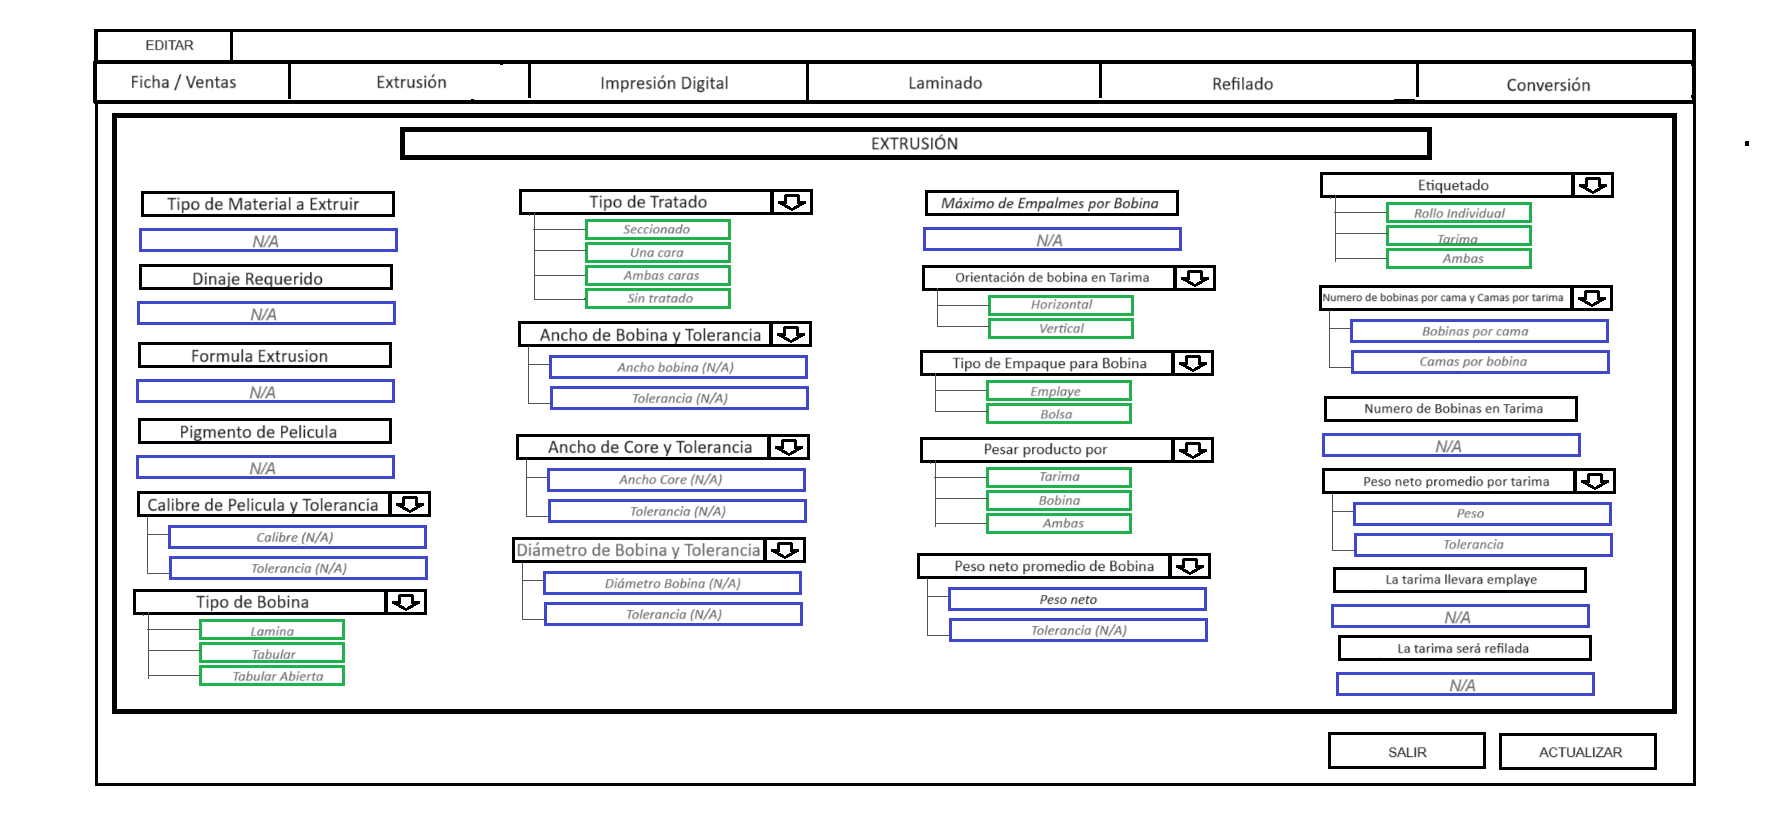 EDITAR
Ficha / Ventas
Extrusión
Impresión Digital
Laminado
Refilado
Conversión
EXTRUSIÓN
Tipo de Material a Extruir
N/A
Dinaje Requerido
N/A
Formula Extrusion
N/A
Pigmento de Pelicula
N/A
Calibre de Pelicula y Tolerancia
Calibre (N/A)
Tolerancia (N/A)
Tipo de Bobina
Lamina
Tabular
Tabular Abierta
Tipo de Tratado
Seccionado
Una cara
Ambas caras
Sin tratado
Ancho de Bobina y Tolerancia
Ancho bobina (N/A)
Tolerancia (N/A)
Ancho de Core y Tolerancia
Ancho Core (N/A)
Tolerancia (N/A)
Diámetro de Bobina y Tolerancia
Diámetro Bobina (N/A)
Tolerancia (N/A)
Máximo de Empalmes por Bobina
N/A
Orientación de bobina en Tarima
Horizontal
Vertical
Tipo de Empaque para Bobina
Emplaye
Bolsa
Pesar producto por
Tarima
Bobina
Ambas
Peso neto promedio de Bobina
Peso neto
Tolerancia (N/A)
Etiquetado
Rollo Individual
Tarima
Ambas
Numero de bobinas por cama y Camas por tarima
Bobinas por cama
Camas por bobina
Numero de Bobinas en Tarima
N/A
Peso neto promedio por tarima
Peso
Tolerancia
La tarima llevara emplaye
N/A
La tarima será refilada
N/A
SALIR
ACTUALIZAR